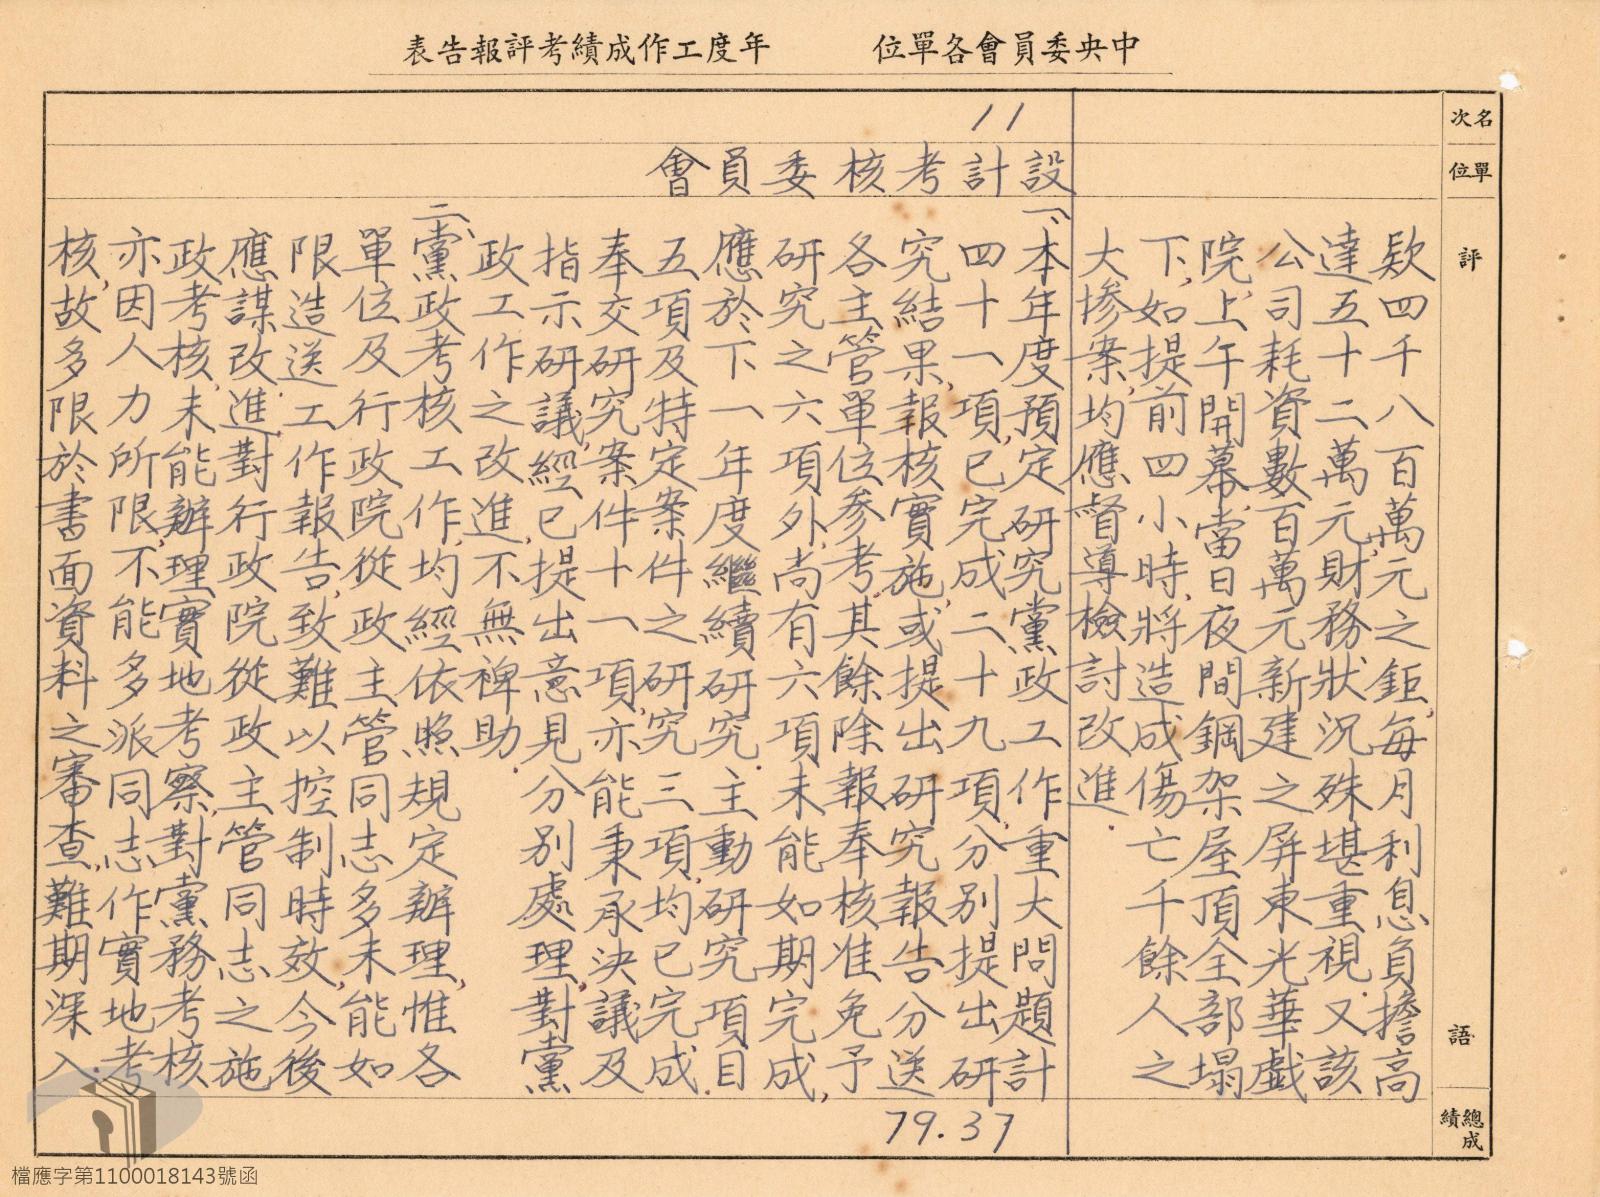 中央委員會各單位　年度工作成績考評報告表
名次
單位
評語
總成績
欵四千八百萬元之鉅，每月利息負擔高
達五十二萬元，財務狀況殊堪重視。又該
公司耗資數百萬元新建之屏東光華戲
院，上午開幕，當日夜間鋼架屋頂全部塌
下，如提前四小時，將造成傷亡千餘人之
大慘案，均應督導檢討改進。
11
設計考核委員會
一、本年度預定研究黨政工作重大問題計
四十一項，已完成二十九項，分別提出研
究結果，報核實施，或提出研究報告分送
各主管單位參考，其餘除報奉核准免予
研究之六項外，尚有六項未能如期完成，
應於下一年度繼續研究。主動研究項目
五項及特定案件之研究三項，均已完成。
奉交研究案件十一項，亦能秉承決議及
指示研議，經已提出意見分別處理，對黨
政工作之改進，不無裨助。
二、黨政考核工作，均經依照規定辦理，惟各
單位及行政院從政主管同志多未能如
限造送工作報告，致難以控制時效，今後
應謀改進，對行政院從政主管同志之施
政考核，未能辦理實地考察，對黨務考核
亦因人力所限，不能多派同志作實地考
核，故多限於書面資料之審查，難期深入。
79.37
檔應字第1100018143號函